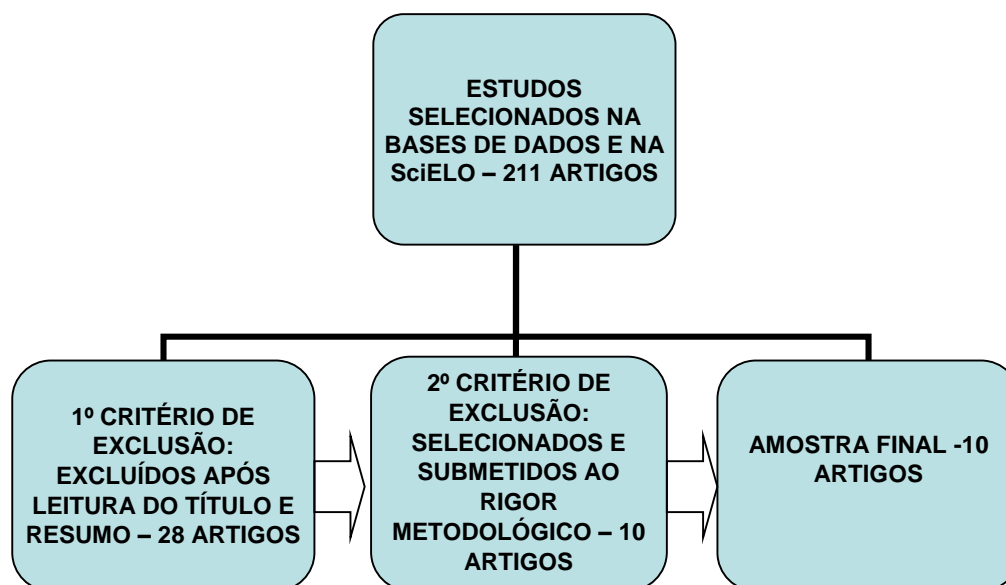 ESTUDOS
SELECIONADOS NA
BASES DE DADOS E NA
SciELO – 211 ARTIGOS
1º CRITÉRIO DE
EXCLUSÃO:
EXCLUÍDOS APÓS
LEITURA DO TÍTULO E
RESUMO – 28 ARTIGOS
2º CRITÉRIO DE
EXCLUSÃO:
SELECIONADOS E
SUBMETIDOS AO
RIGOR
METODOLÓGICO – 10
ARTIGOS
AMOSTRA FINAL -10
ARTIGOS